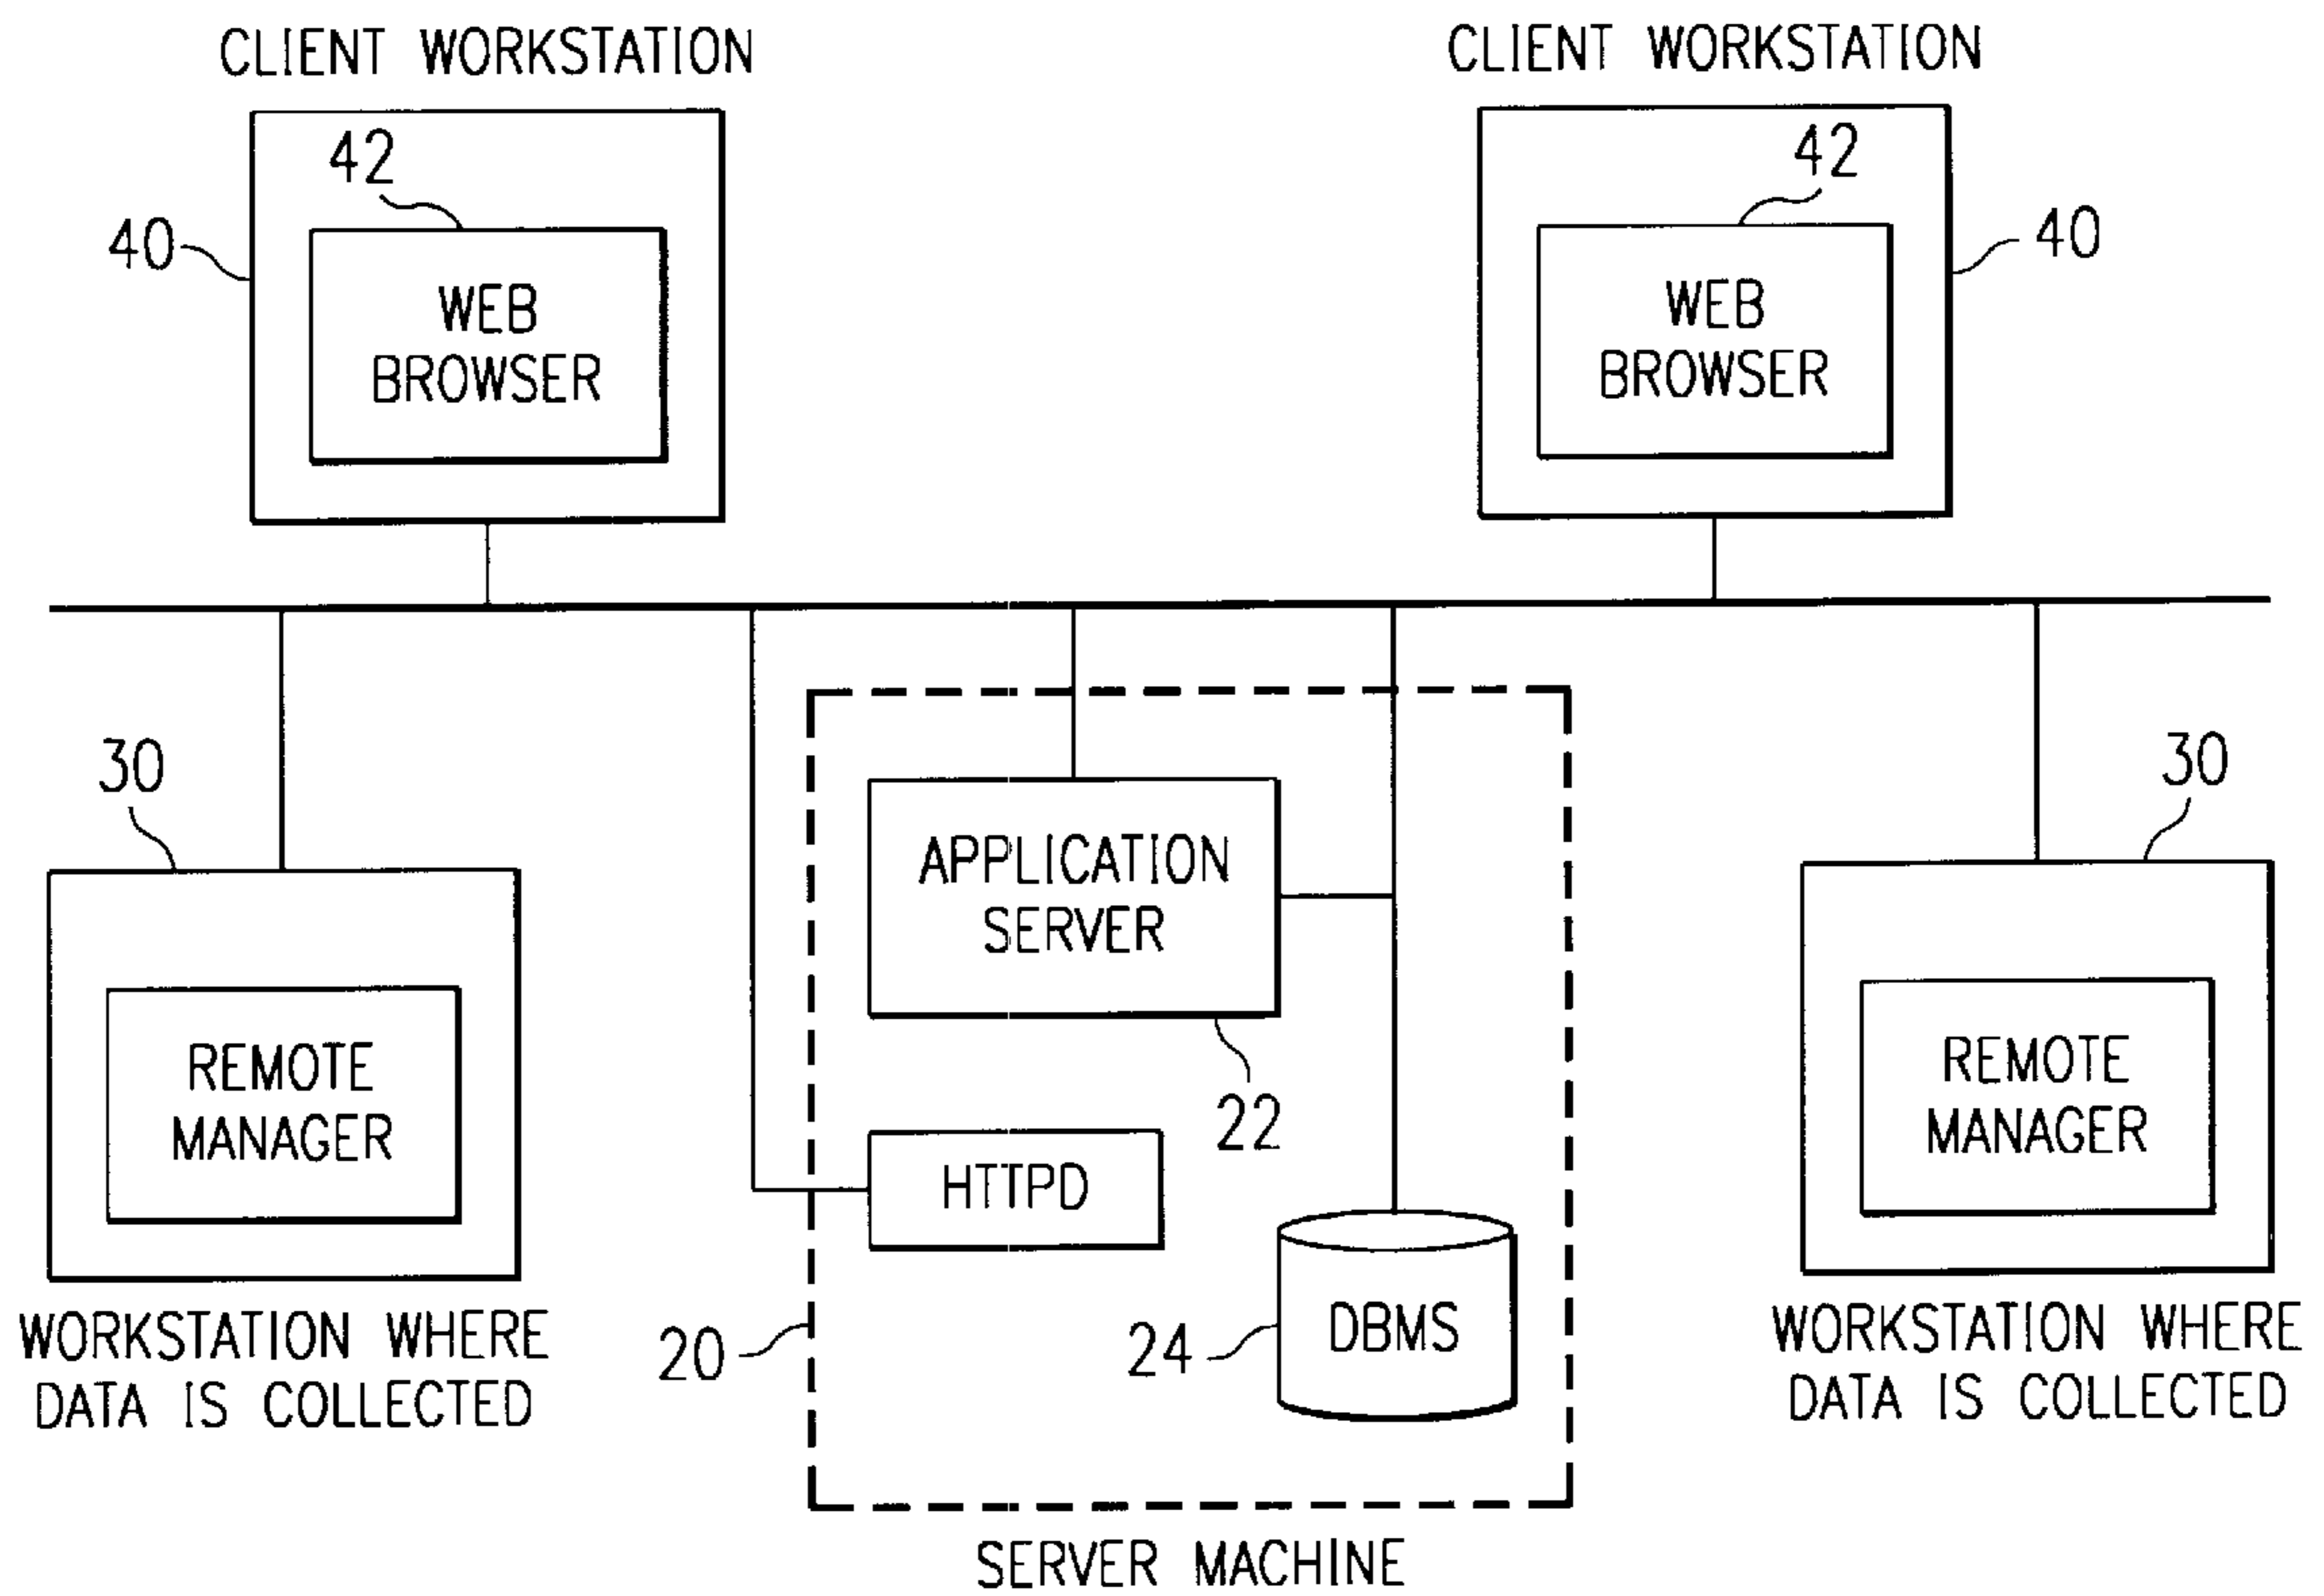 CLIENT WORKSTATION
CLIENT WORKSTATION
42
42
40
40
WEB
BROWSER
WEB
BROWSER
30
30
APPLICATION
SERVER
REMOTE
MANAGER
22
REMOTE
MANAGER
HTTPD
20
24
DBMS
WORKSTATION WHERE
DATA IS COLLECTED
WORKSTATION WHERE
DATA IS COLLECTED
SERVER MACHINE